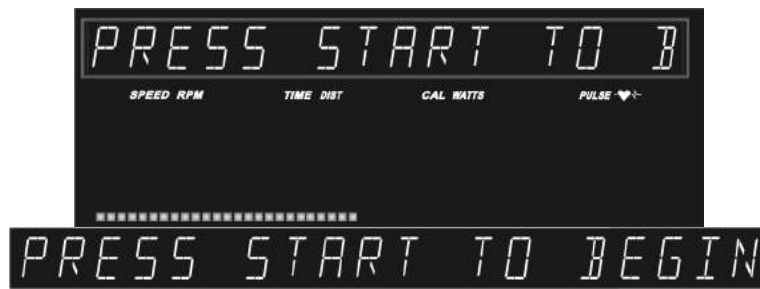 PRESS START TO B
SPEED RPM TIME DIST CAL WATTS PULSE
PRESS START TO BEGIN